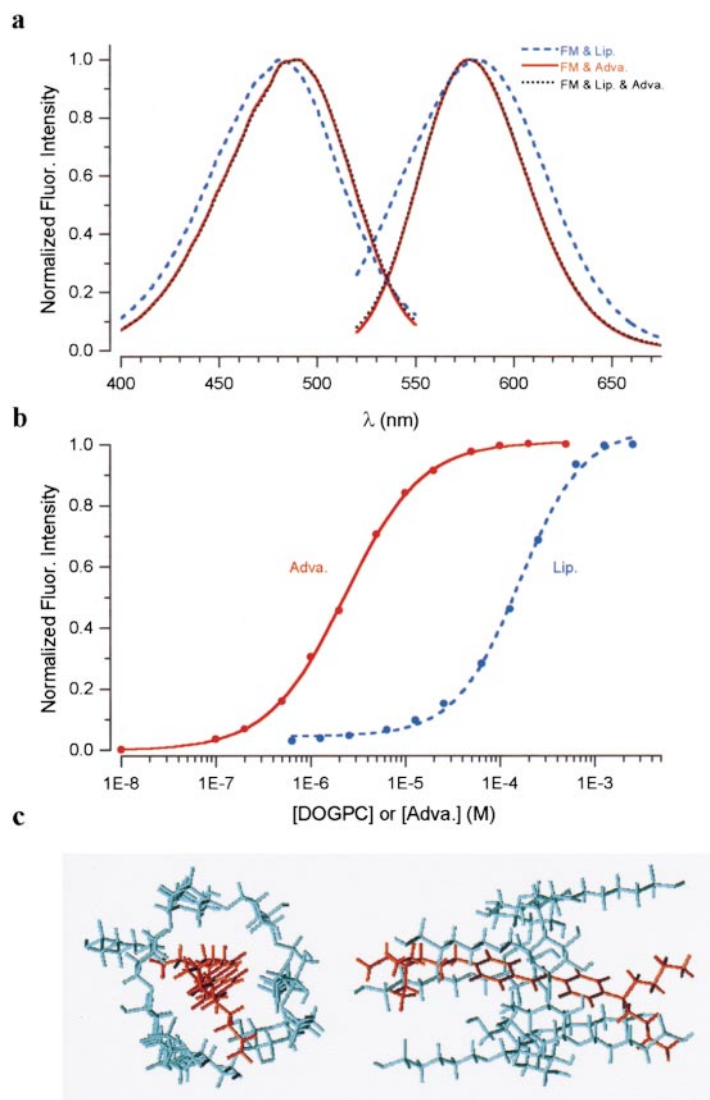 a
FM & Lip.
FM & Adva.
FM & Lip. & Adva.
Normalized Fluor. Intensity
1.0
0.8
0.6
0.4
0.2
0.0
400
450
500
550
600
650
λ (nm)
b
Normalized Fluor. Intensity
1.0
0.8
0.6
0.4
0.2
0.0
Adva.
Lip.
1E-8
1E-7
1E-6
1E-5
1E-4
1E-3
[DOGPC] or [Adva.] (M)
c